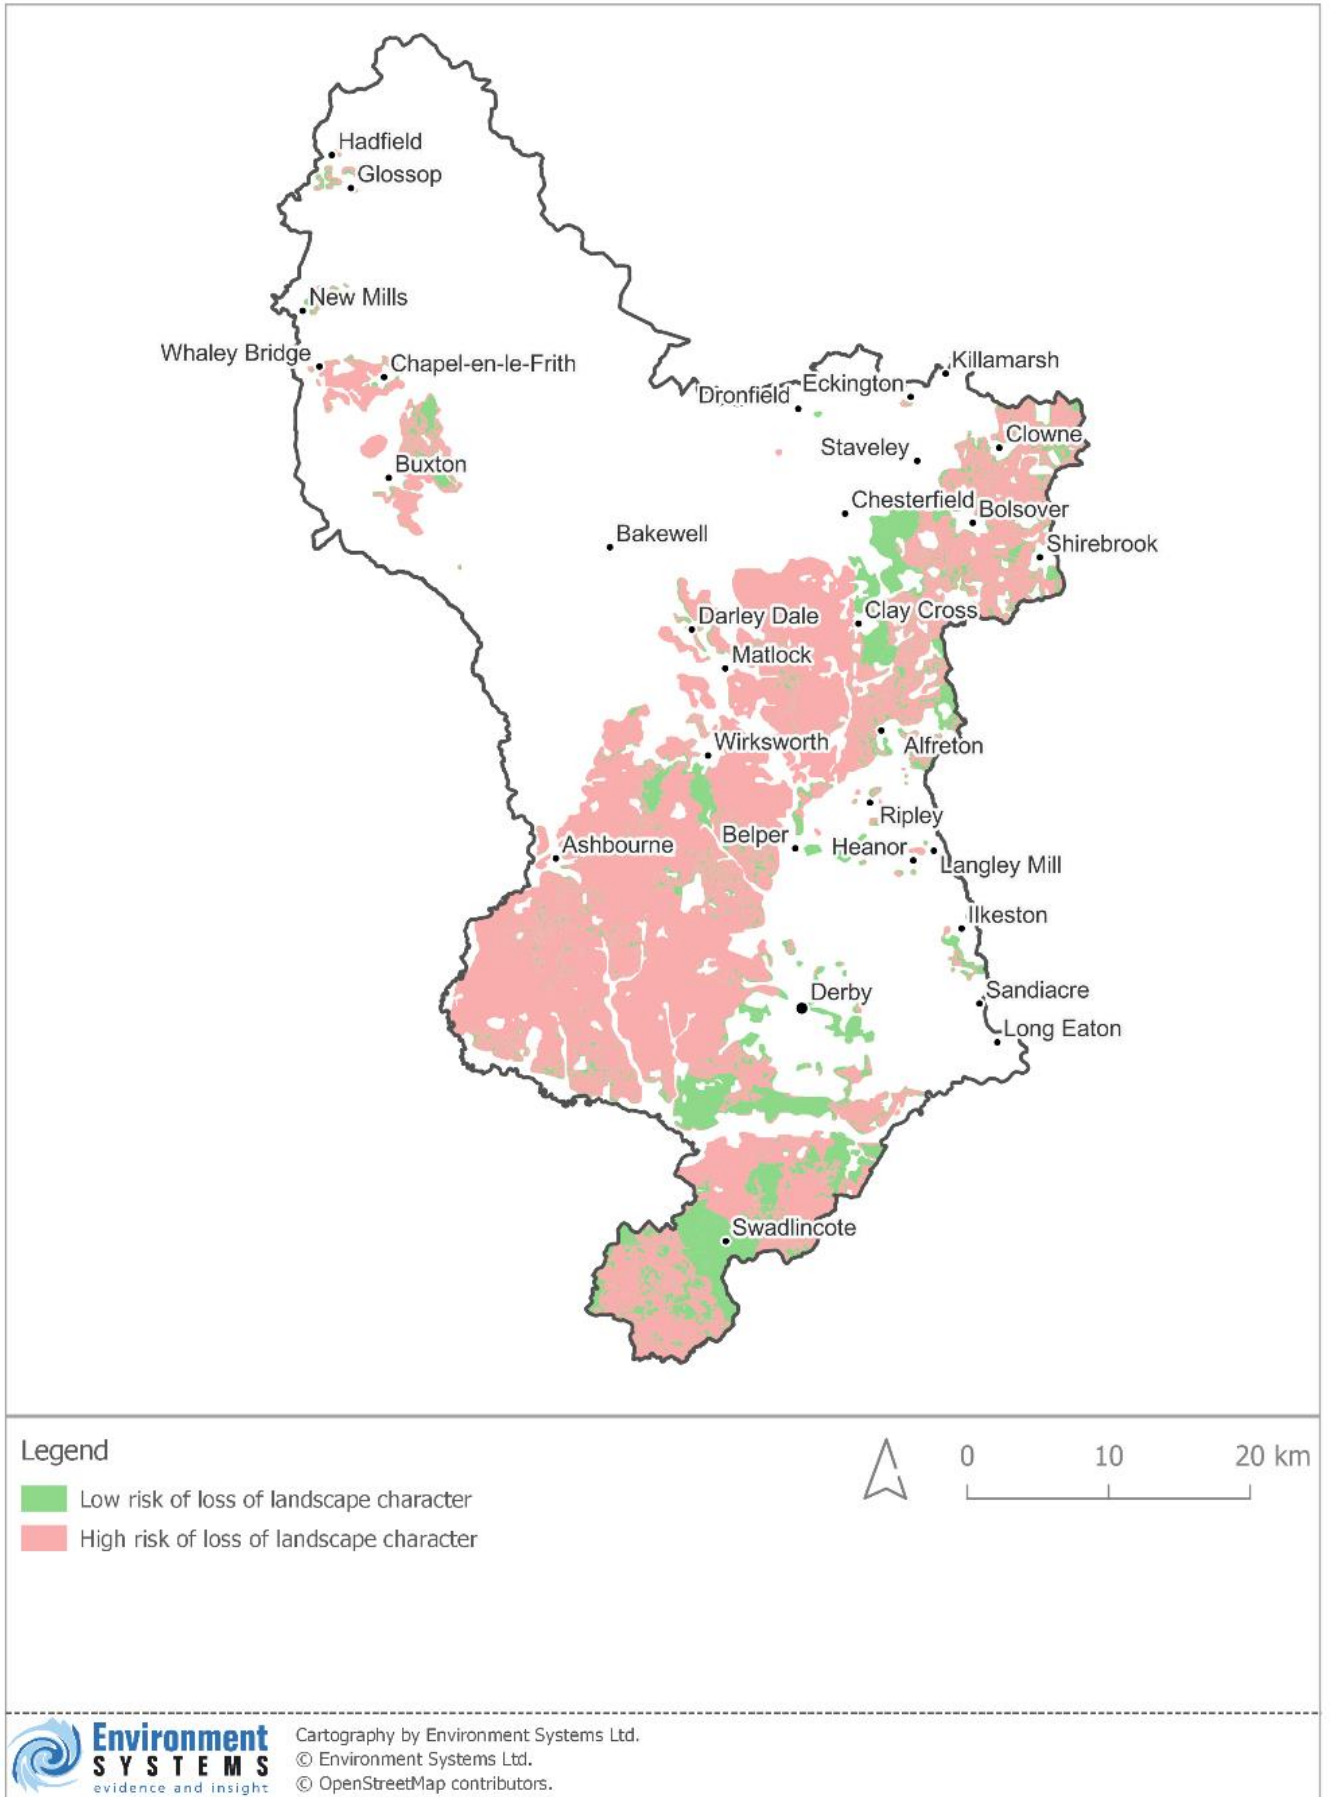 Hadfield
Glossop
New Mills
Whaley Bridge
Chapel-en-le-Frith
Killamarsh
Eckington
Dronfield
Clowne
Staveley
Buxton
Chesterfield
Bolsover
Bakewell
Shirebrook
Darley Dale
Clay Cross
Matlock
Wirksworth
Alfreton
Ripley
Belper
Heanor
Ashbourne
Langley Mill
Ilkeston
Derby
Sandiacre
Long Eaton
Swadlincote
Legend
0 10 20 km
Low risk of loss of landscape character
High risk of loss of landscape character
Environment
SYSTEMS
evidence and insight
Cartography by Environment Systems Ltd.
© Environment Systems Ltd.
© OpenStreetMap contributors.